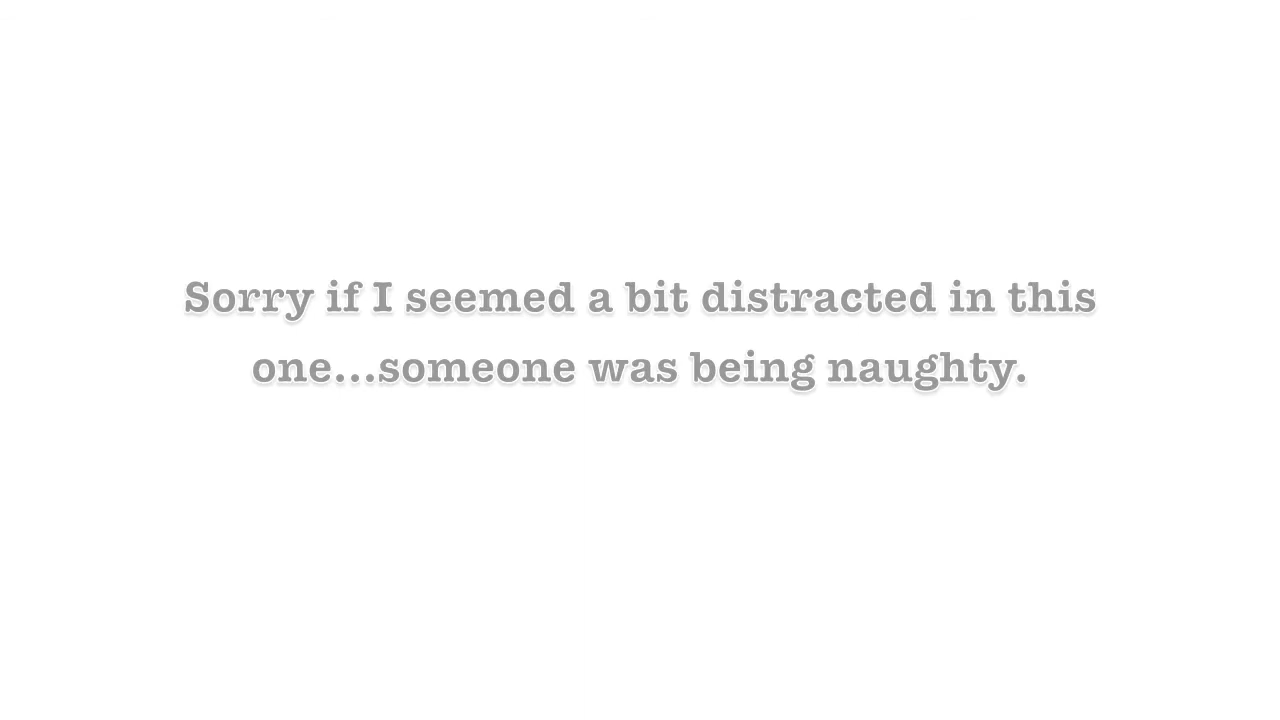 Sorry if I seemed a bit distracted in this
one...someone was being naughty.